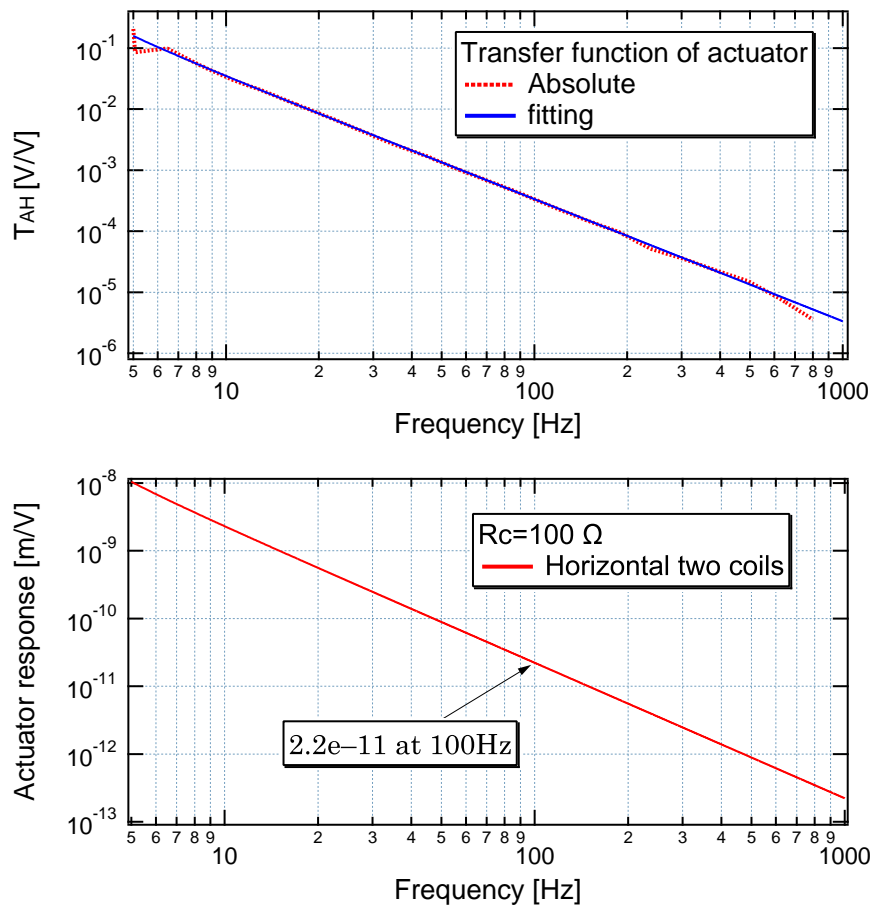 10-1
10-2
10-3
10-4
10-5
10-6
TAH [V/V]
Transfer function of actuator
Absolute
fitting
5 6 7 8 9 2 3 4 5 6 7 8 9 2 3 4 5 6 7 8 9
10 100 1000
Frequency [Hz]
10-8
10-9
10-10
10-11
10-12
10-13
Actuator response [m/V]
Rc=100 Ω
Horizontal two coils
2.2e–11 at 100Hz
5 6 7 8 9 2 3 4 5 6 7 8 9 2 3 4 5 6 7 8 9
10 100 1000
Frequency [Hz]